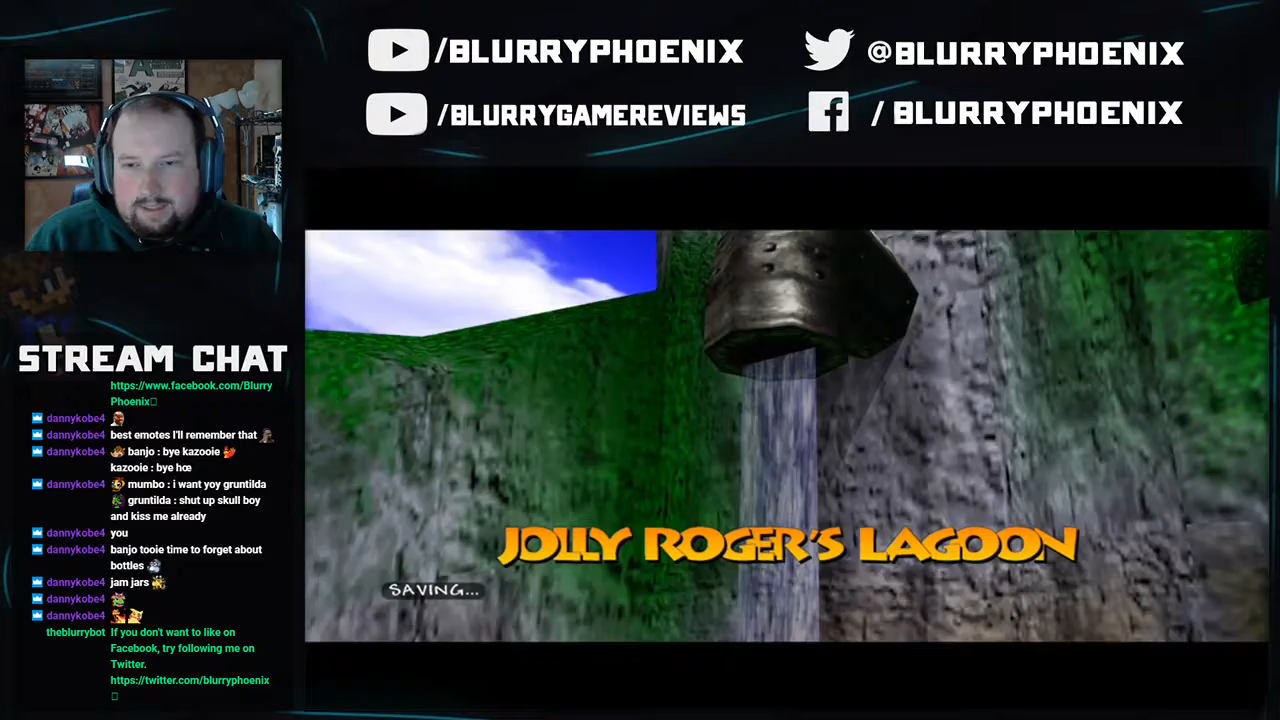 /BLURRYPHOENIX
@BLURRYPHOENIX
/BLURRYGAMEREVIEWS
/ BLURRYPHOENIX
STREAM CHAT
https://www.facebook.com/Blurry
Phoenix
dannykobe4
dannykobe4 best emotes I'll remember that
dannykobe4 banjo : bye kazooie
kazooie : bye hœ
dannykobe4 mumbo : i want yoy gruntilda
gruntilda : shut up skull boy
and kiss me already
dannykobe4 you
dannykobe4 banjo tooie time to forget about
bottles
dannykobe4 jam jars
dannykobe4
dannykobe4
theblurrybot If you don't want to like on
Facebook, try following me on
Twitter.
https://twitter.com/blurryphoenix
JOLLY ROGER'S LAGOON
SAVING...